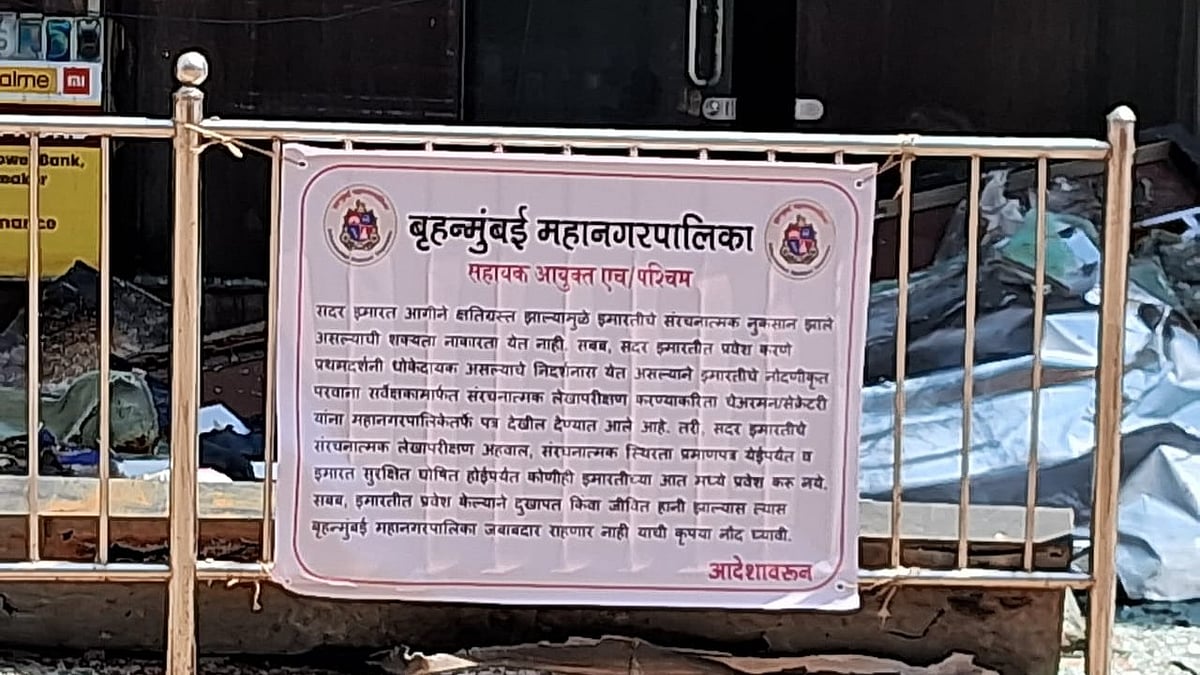 alme
mi
ower Bank,
maker
nance
बृहन्मुंबई महानगरपालिका
सहायक आयुक्त एच/ पश्चिम
सदर इमारत आगीने क्षतिग्रस्त झाल्यामुळे इमारतीचे संरचनात्मक नुकसान झाले
असल्याची शक्यता नाकारता येत नाही. सबब, सदर इमारतीत प्रवेश करणे
प्रथमदर्शनी धोकेदायक असल्याचे निदर्शनास येत असल्याने इमारतीचे नोंदणीकृत
परवाना सर्वेक्षकामार्फत संरचनात्मक लेखापरीक्षण करण्याकरिता चेअरमन/सेक्रेटरी
यांना महानगरपालिकेतर्फे पत्र देखील देण्यात आले आहे. तरी, सदर इमारतीचे
संरचनात्मक लेखापरीक्षण अहवाल, संरचनात्मक स्थिरता प्रमाणपत्र येईपर्यंत व
इमारत सुरक्षित घोषित होईपर्यंत कोणीही इमारतीच्या आत मध्ये प्रवेश करू नये.
सबब, इमारतीत प्रवेश केल्याने दुखापत किंवा जीवित हानी झाल्यास त्यास
बृहन्मुंबई महानगरपालिका जबाबदार राहणार नाही याची कृपया नोंद घ्यावी.
आदेशावरून